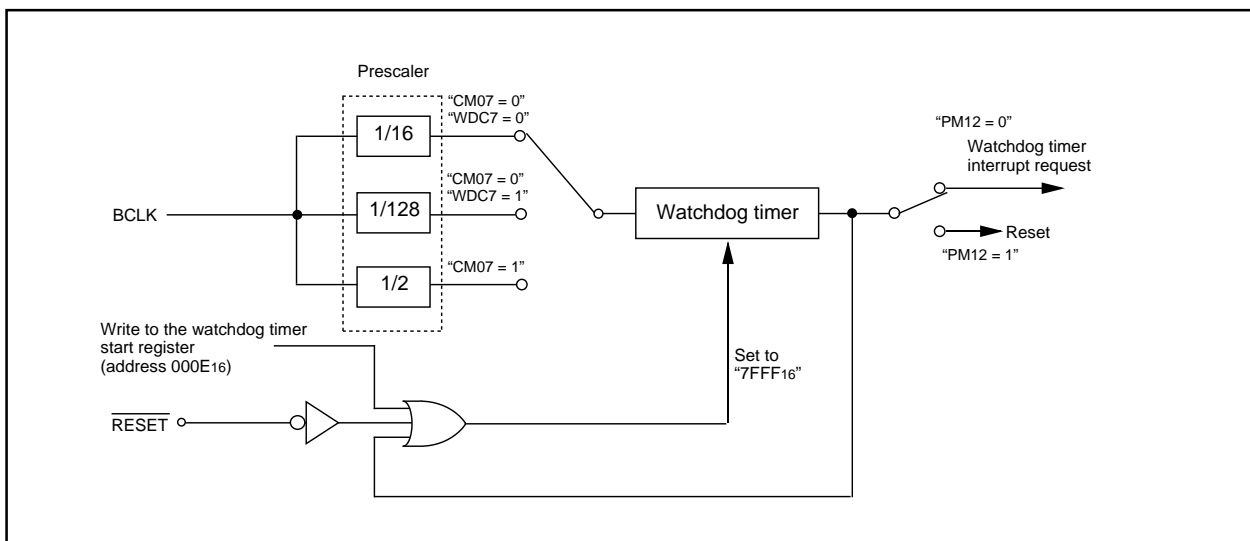 Prescaler
“CM07 = 0”
“WDC7 = 0”
1/16
“CM07 = 0”
“WDC7 = 1”
1/128
BCLK
“CM07 = 1”
1/2
Watchdog timer
“PM12 = 0”
Watchdog timer
interrupt request
Reset
“PM12 = 1”
Write to the watchdog timer
start register
(address 000E16)
RESET
Set to
“7FFF16”